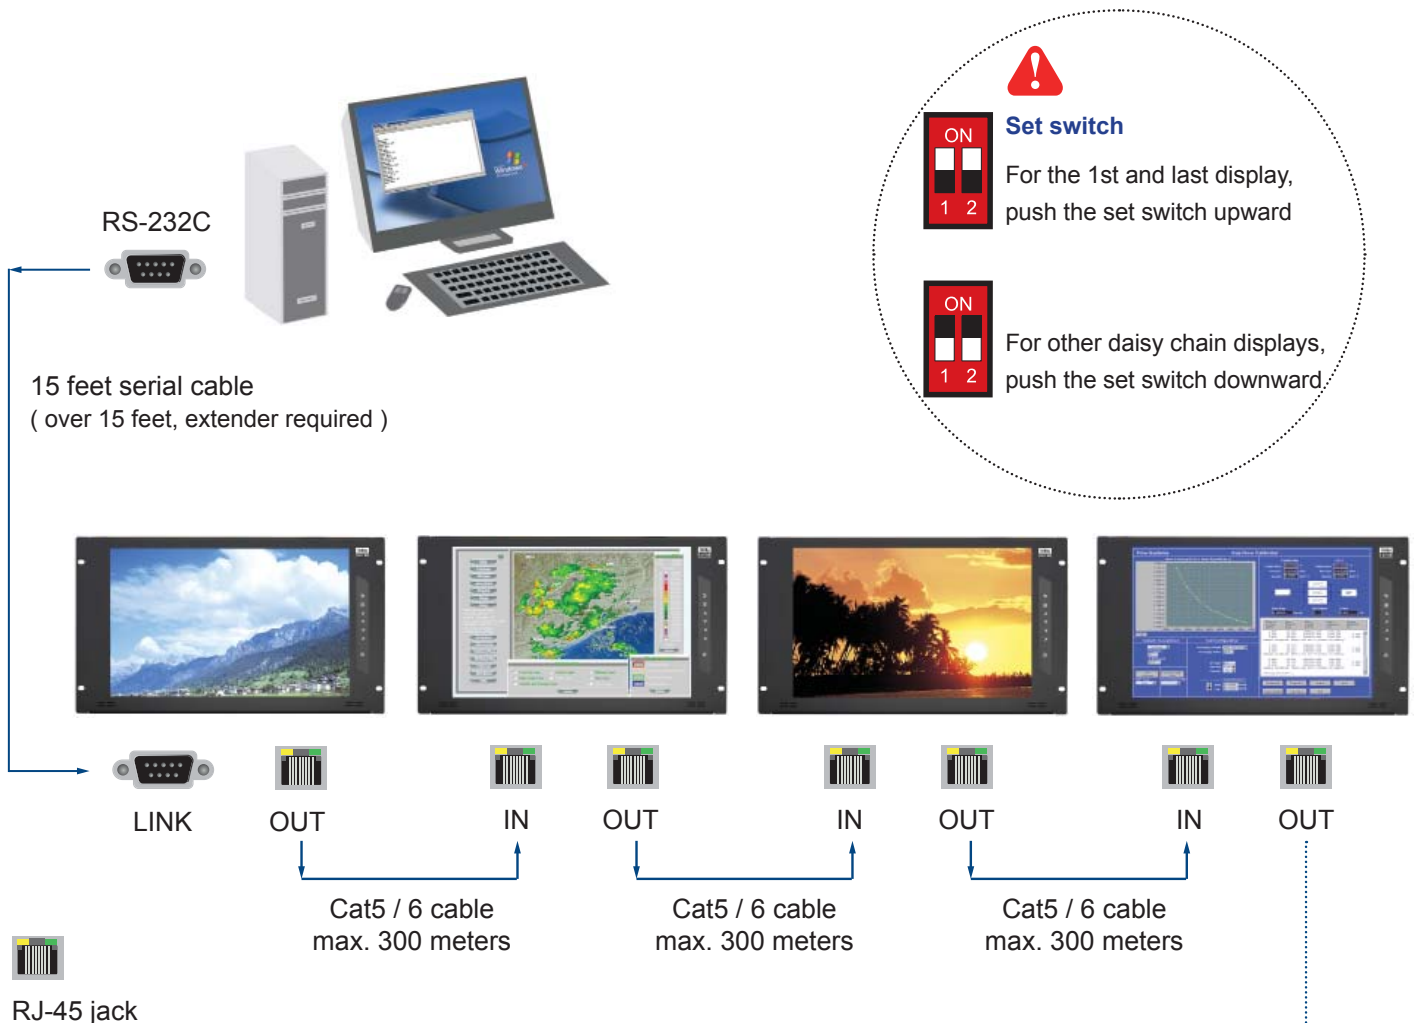 Set switch
ON
1 2
For the 1st and last display,
push the set switch upward
ON
1 2
For other daisy chain displays,
push the set switch downward.
RS-232C
Windows
15 feet serial cable
( over 15 feet, extender required )
LINK
OUT
IN
OUT
IN
OUT
IN
OUT
Cat5 / 6 cable
max. 300 meters
Cat5 / 6 cable
max. 300 meters
Cat5 / 6 cable
max. 300 meters
RJ-45 jack